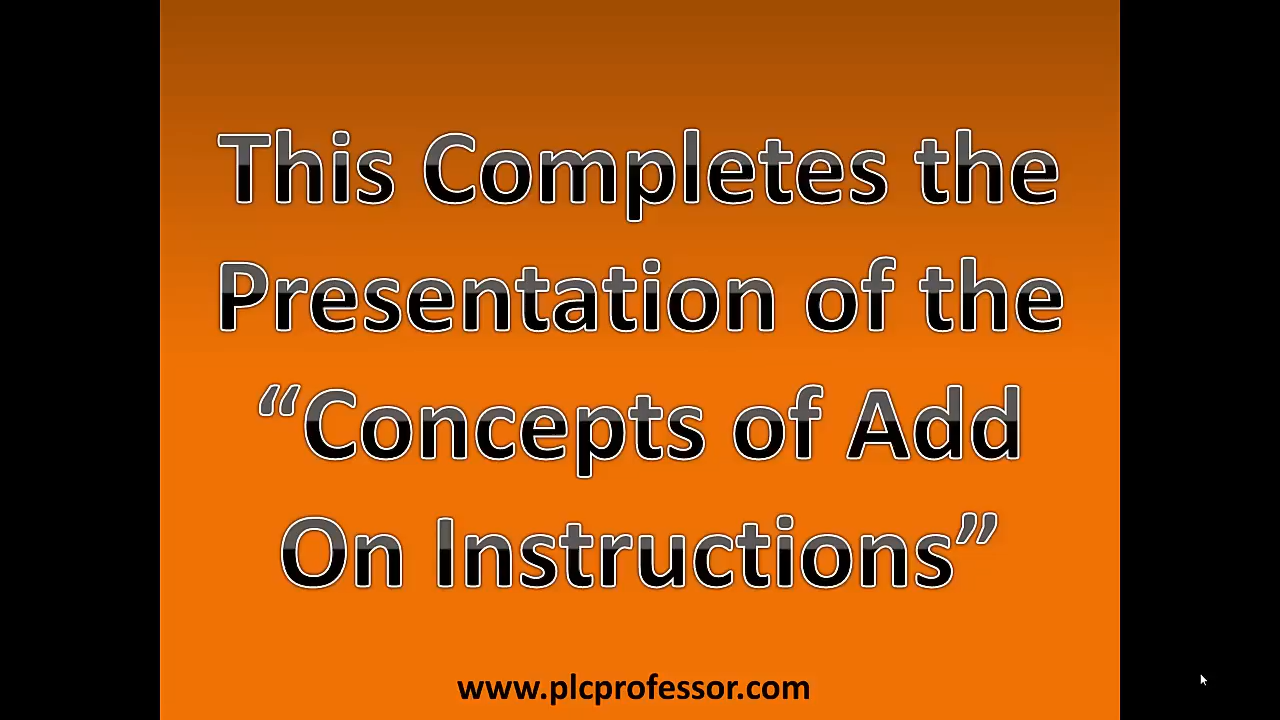 This Completes the
Presentation of the
“Concepts of Add
On Instructions”
www.plcprofessor.com